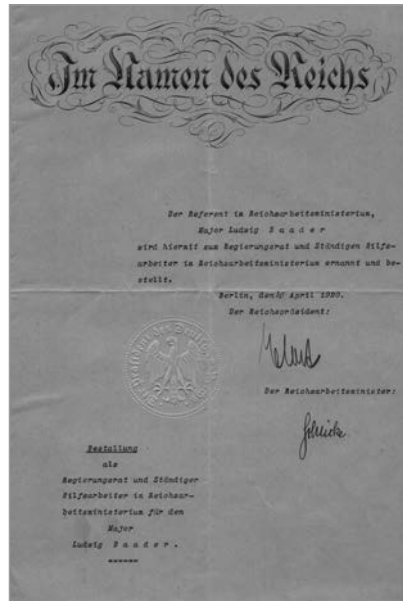 Im Namen des Reichs
Der Referent im Reichsarbeitsministerium,
Major Ludwig B a a d e r
wird hiermit zum Regierungsrat und Ständigen Hilfs-
arbeiter im Reichsarbeitsministerium ernannt und be-
stellt.
Berlin, den April 1920.
Der Reichspräsident:
Ebert
Der Reichsarbeitsminister:
Schlicke
Bestallung
als
Regierungsrat und Ständiger
Hilfsarbeiter im Reichsar-
beitsministerium für den
Major
Ludwig B a a d e r .